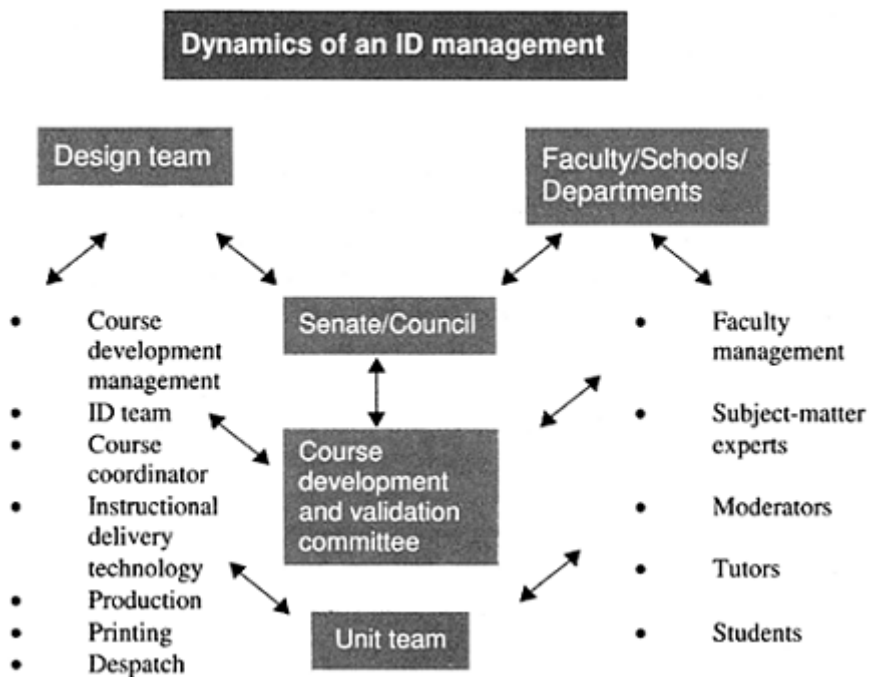 Dynamics of an ID management
Design team
Faculty/Schools/
Departments
Senate/Council
• Course
development
management
• ID team
• Course
coordinator
• Instructional
delivery
technology
• Production
• Printing
• Despatch
Course
development
and validation
committee
Unit team
• Faculty
management
• Subject-matter
experts
• Moderators
• Tutors
• Students